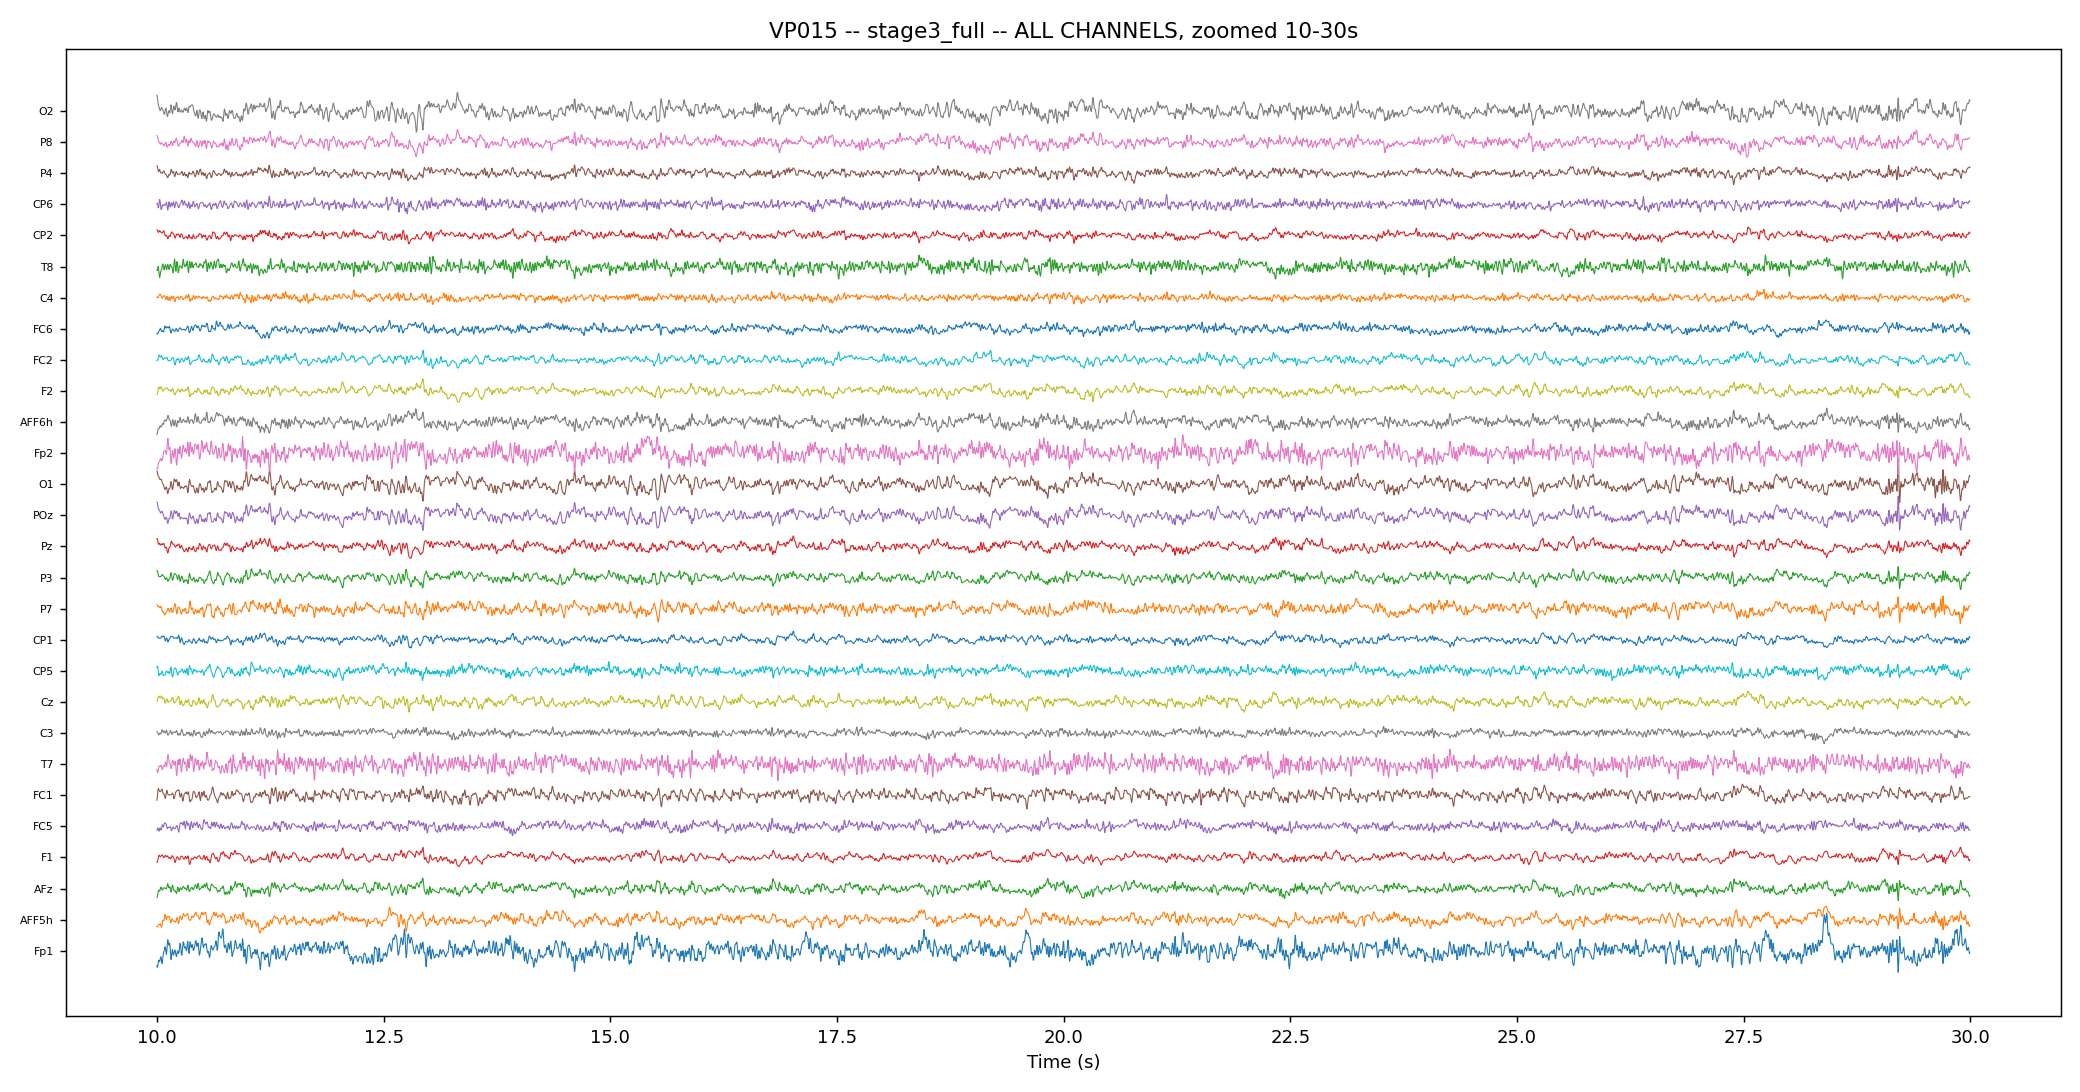 VP015 -- stage3_full -- ALL CHANNELS, zoomed 10-30s
O2
P8
P4
CP6
CP2
T8
C4
FC6
FC2
F2
AFF6h
Fp2
O1
POz
Pz
P3
P7
CP1
CP5
Cz
C3
T7
FC1
FC5
F1
AFz
AFF5h
Fp1
10.0 12.5 15.0 17.5 20.0 22.5 25.0 27.5 30.0
Time (s)